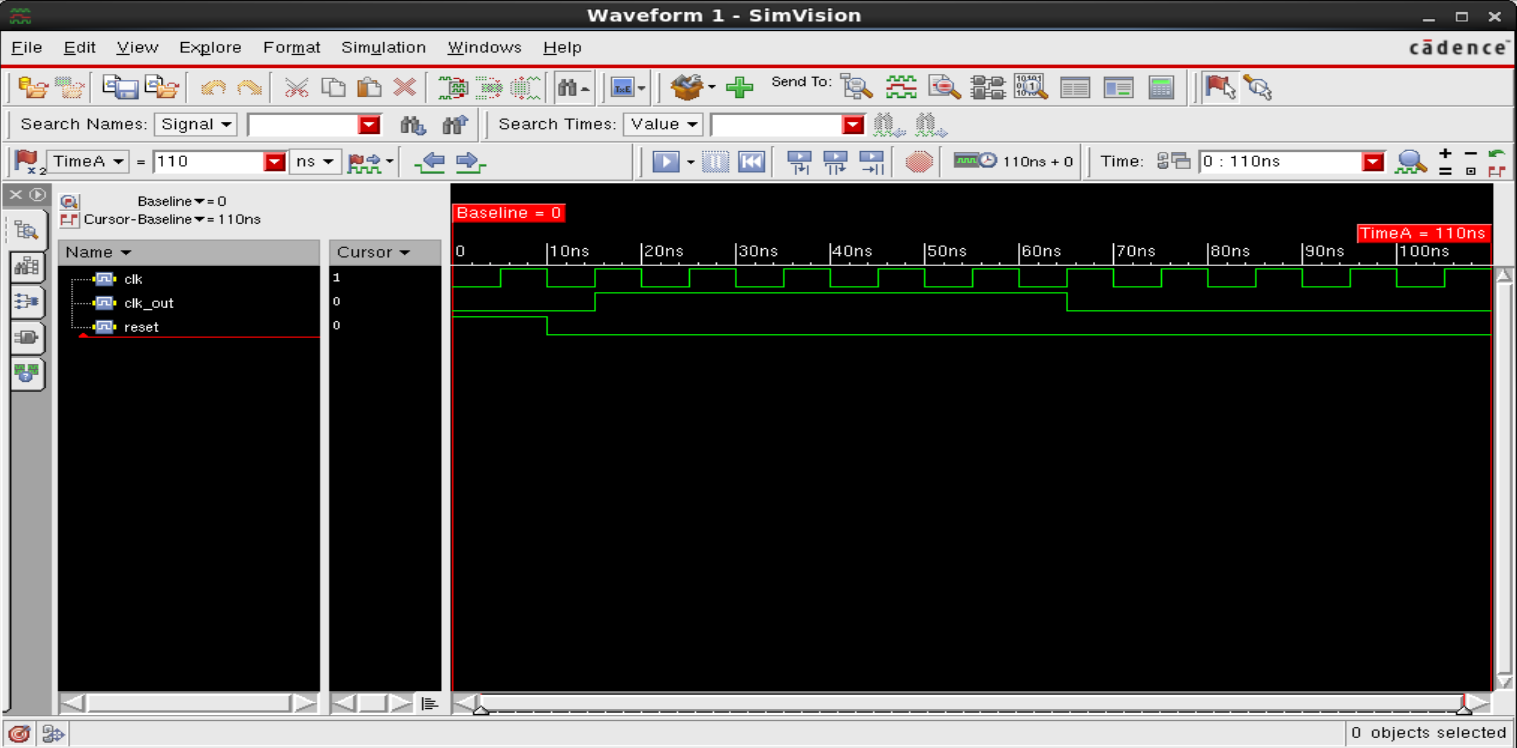 Waveform 1 - SimVision
File Edit View Explore Format Simulation Windows Help cādence
Send To:
Search Names: Signal Search Times: Value
x2 TimeA = 110 ns 110ns + 0 Time: 0 : 110ns
Baseline = 0
Cursor-Baseline = 110ns
Baseline = 0
TimeA = 110ns
Name Cursor 0 10ns 20ns 30ns 40ns 50ns 60ns 70ns 80ns 90ns 100ns
clk 1
clk_out 0
reset 0
0 objects selected